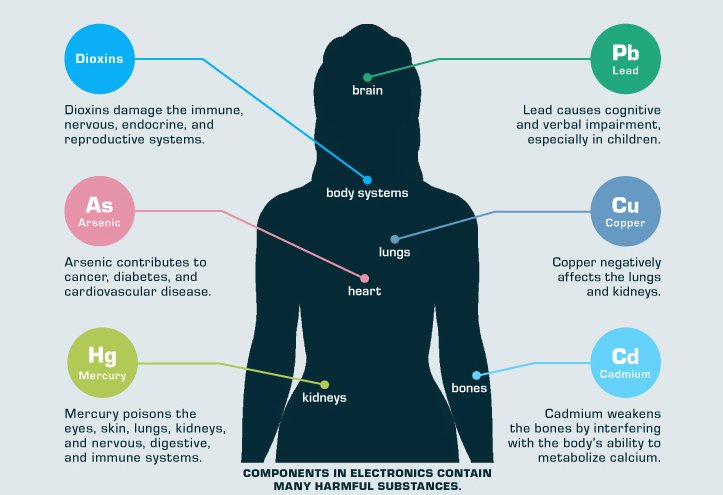 Dioxins
Dioxins damage the immune,
nervous, endocrine, and
reproductive systems.
As
Arsenic
Arsenic contributes to
cancer, diabetes, and
cardiovascular disease.
Hg
Mercury
Mercury poisons the
eyes, skin, lungs, kidneys,
and nervous, digestive,
and immune systems.
brain
body systems
lungs
heart
kidneys
bones
Pb
Lead
Lead causes cognitive
and verbal impairment,
especially in children.
Cu
Copper
Copper negatively
affects the lungs
and kidneys.
Cd
Cadmium
Cadmium weakens
the bones by interfering
with the body's ability to
metabolize calcium.
COMPONENTS IN ELECTRONICS CONTAIN
MANY HARMFUL SUBSTANCES.